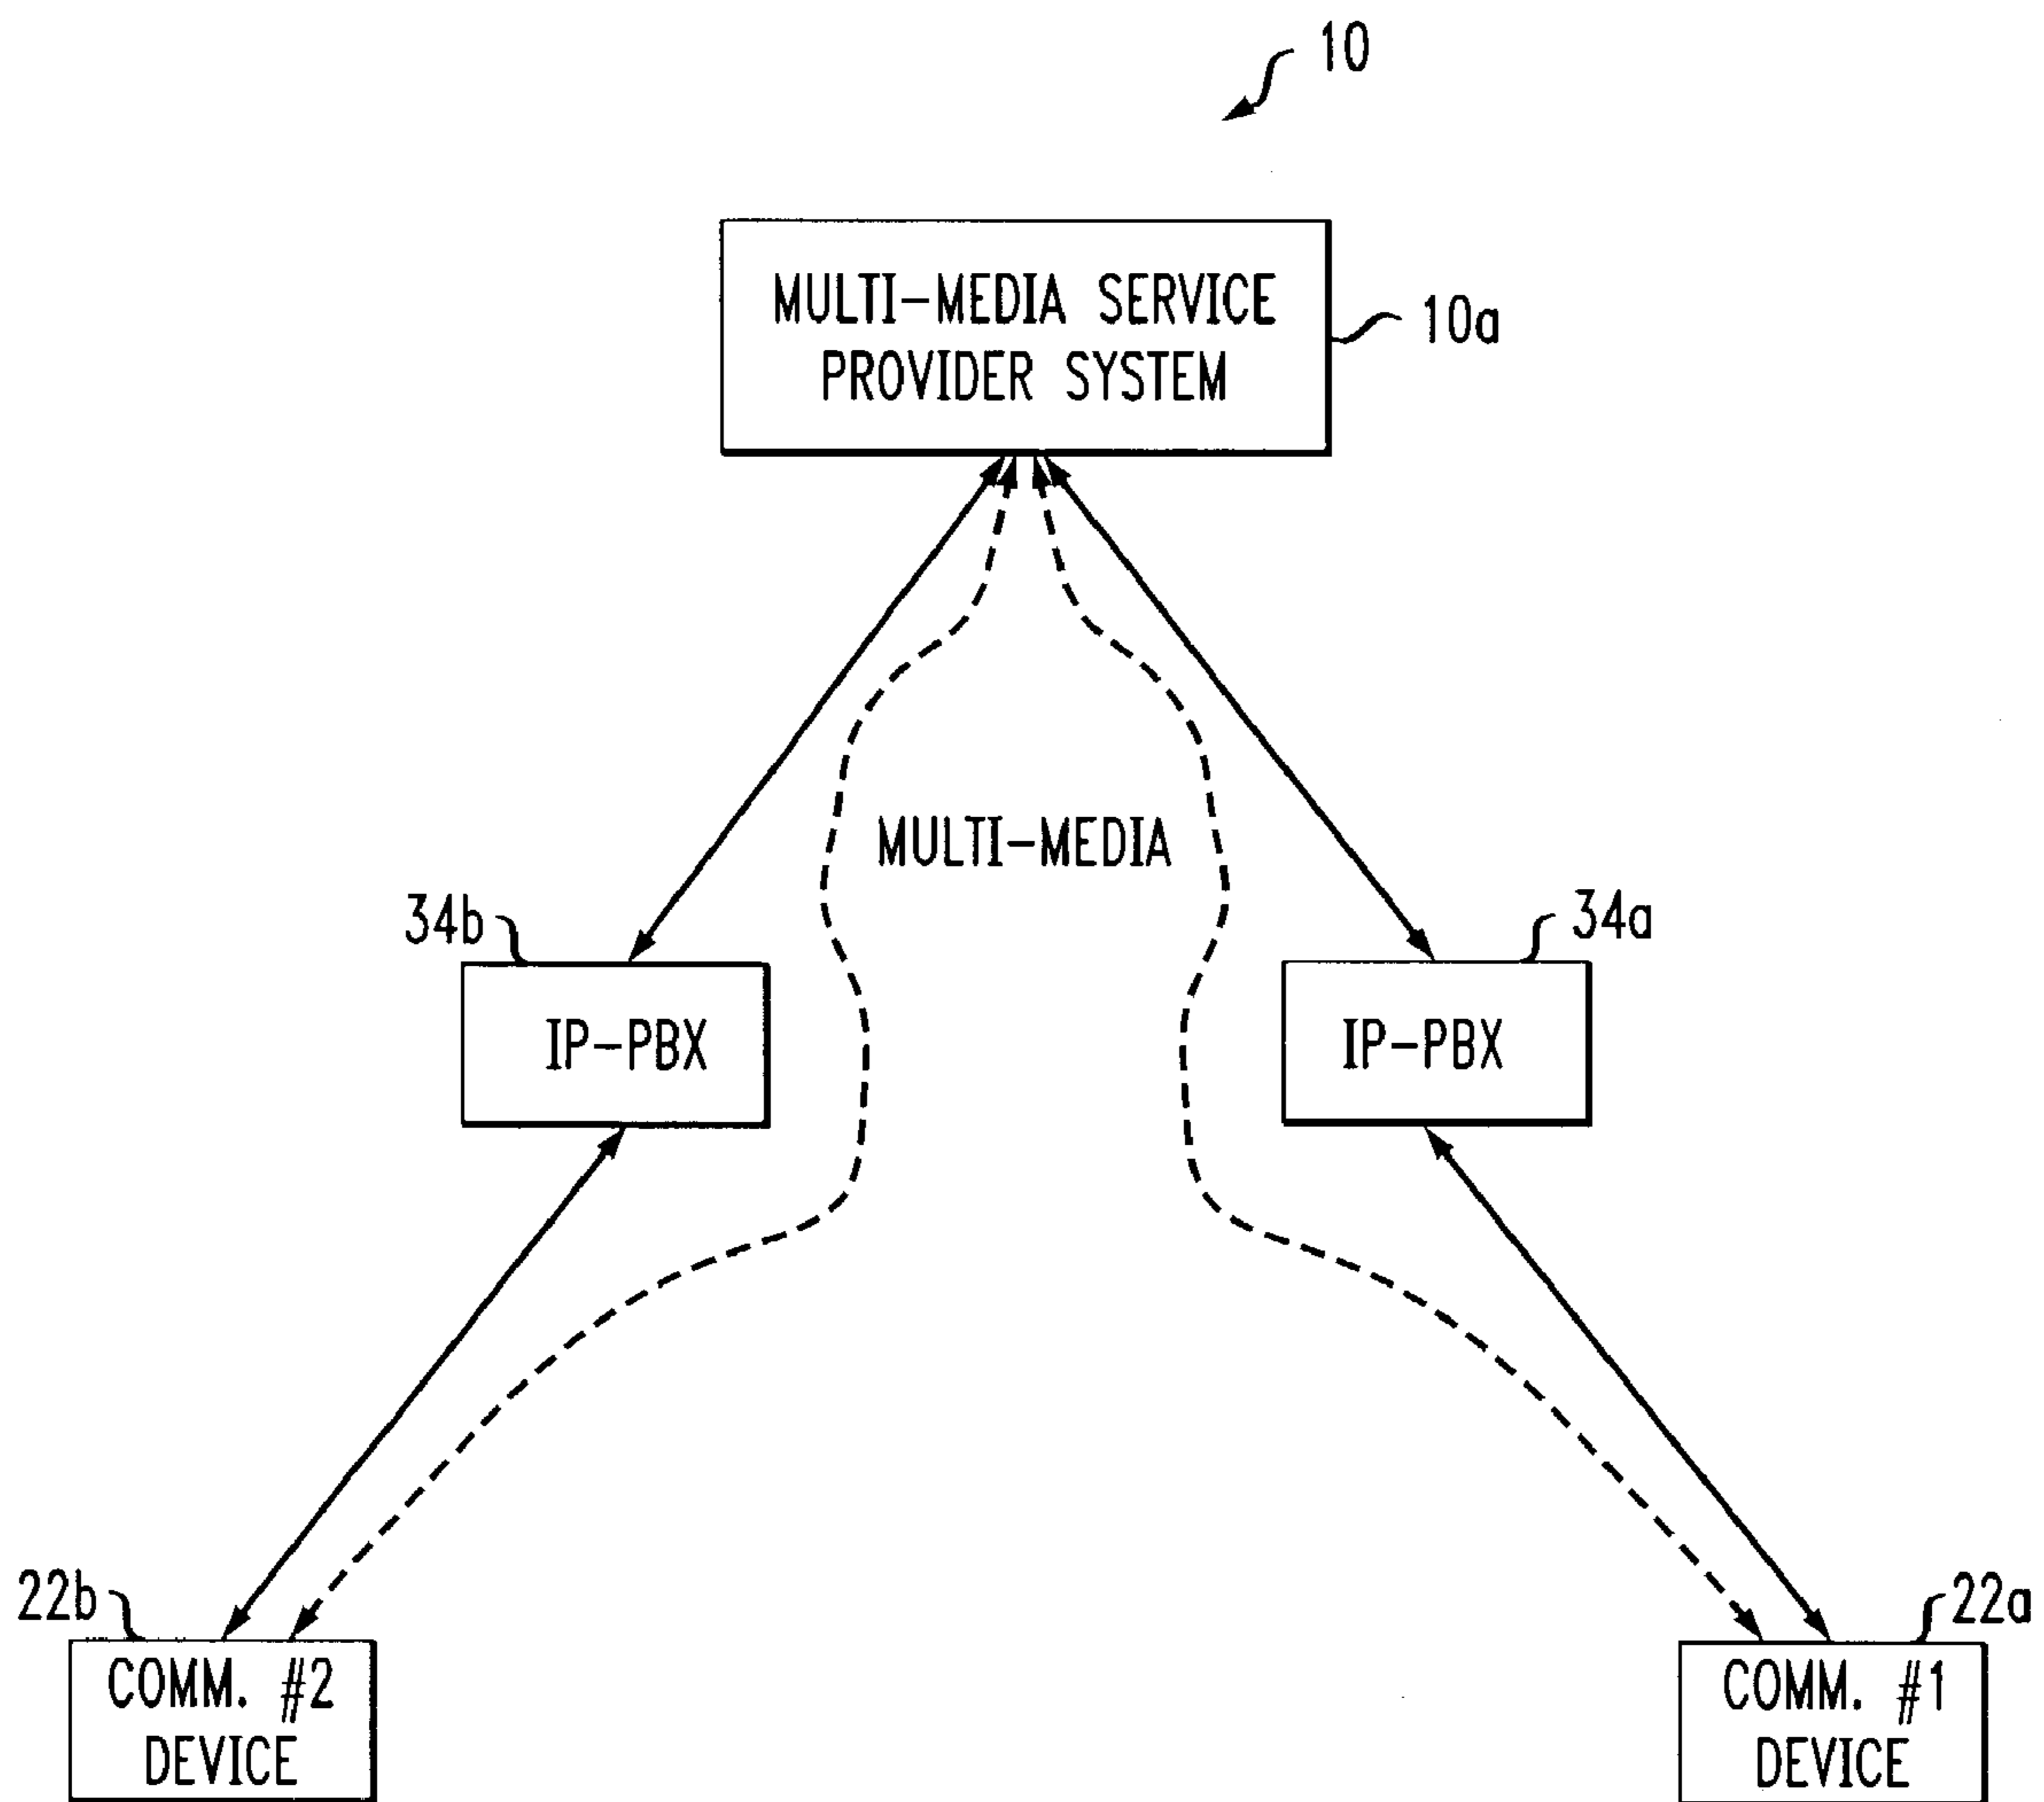 10
MULTI-MEDIA SERVICE
PROVIDER SYSTEM
10a
MULTI-MEDIA
34b
34a
IP-PBX
IP-PBX
22b
22a
COMM. #2
DEVICE
COMM. #1
DEVICE